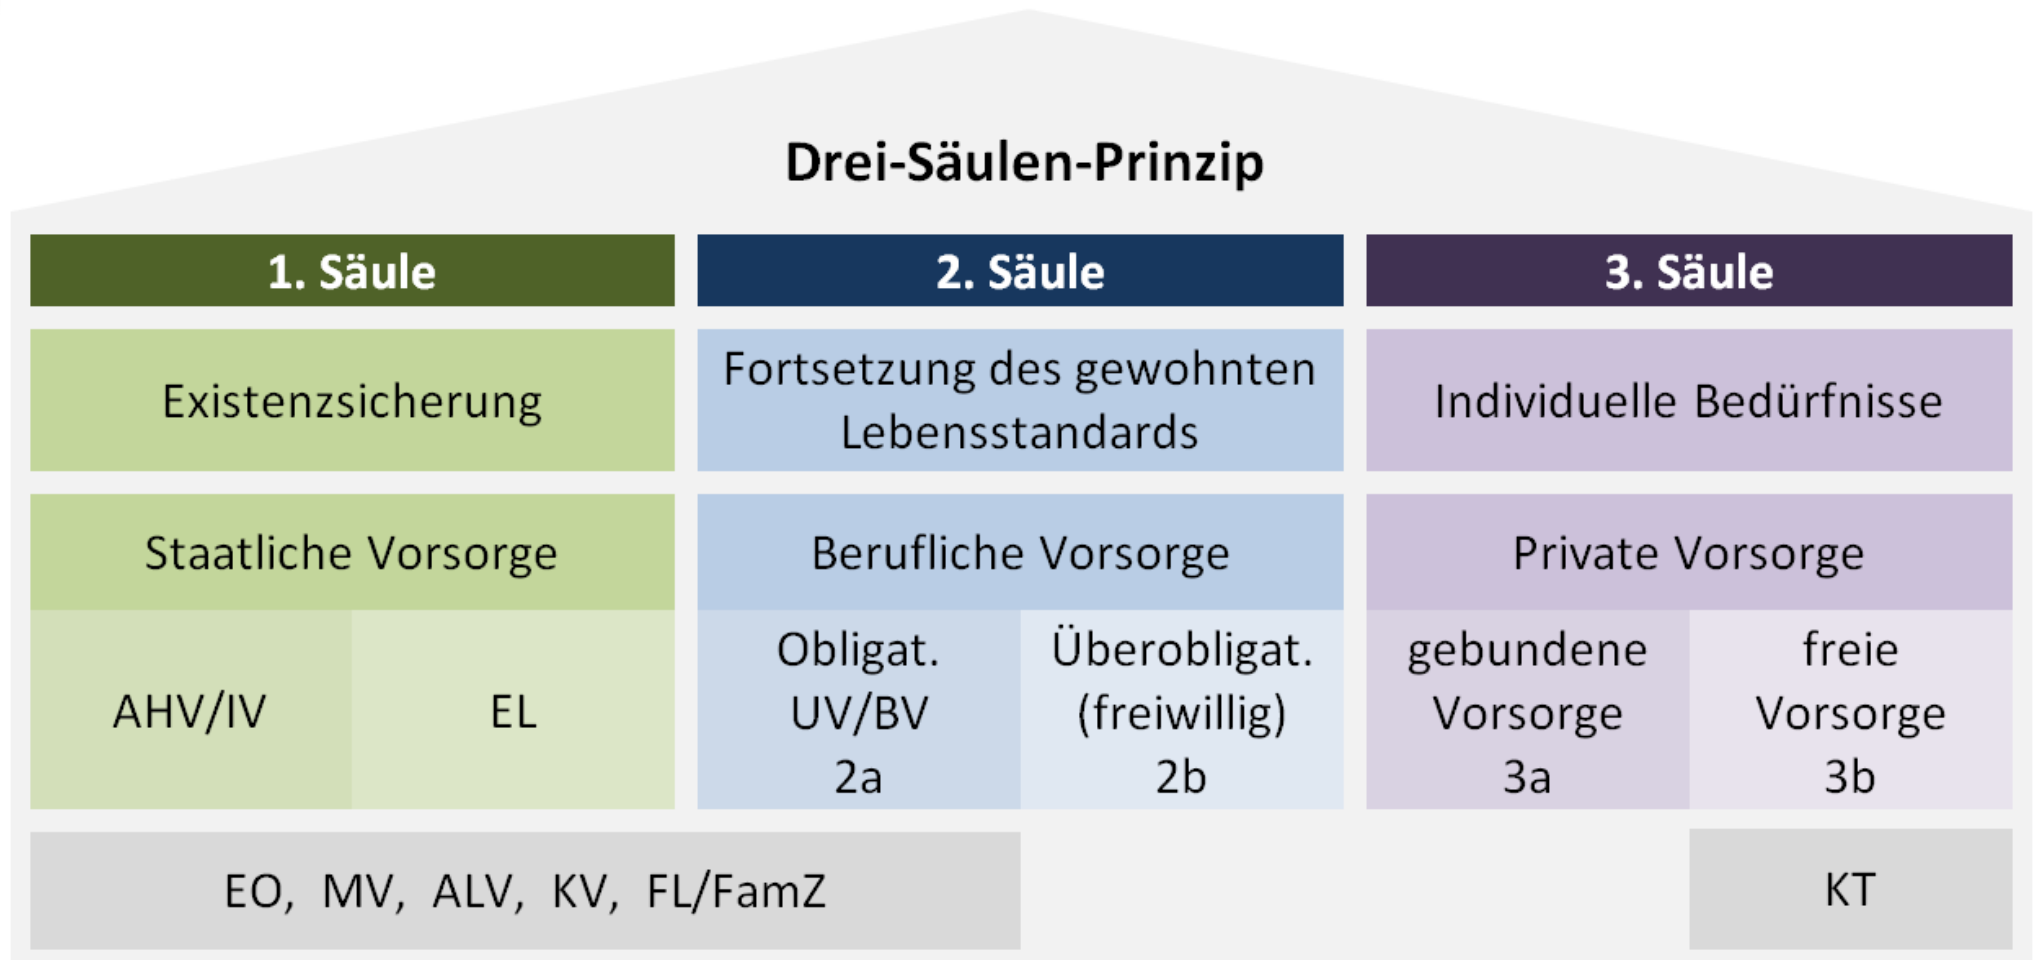 Drei-Säulen-Prinzip
1. Säule
2. Säule
3. Säule
Existenzsicherung
Fortsetzung des gewohnten
Lebensstandards
Individuelle Bedürfnisse
Staatliche Vorsorge
Berufliche Vorsorge
Private Vorsorge
AHV/IV
EL
Obligat.
UV/BV
2a
Überobligat.
(freiwillig)
2b
gebundene
Vorsorge
3a
freie
Vorsorge
3b
EO, MV, ALV, KV, FL/FamZ
KT